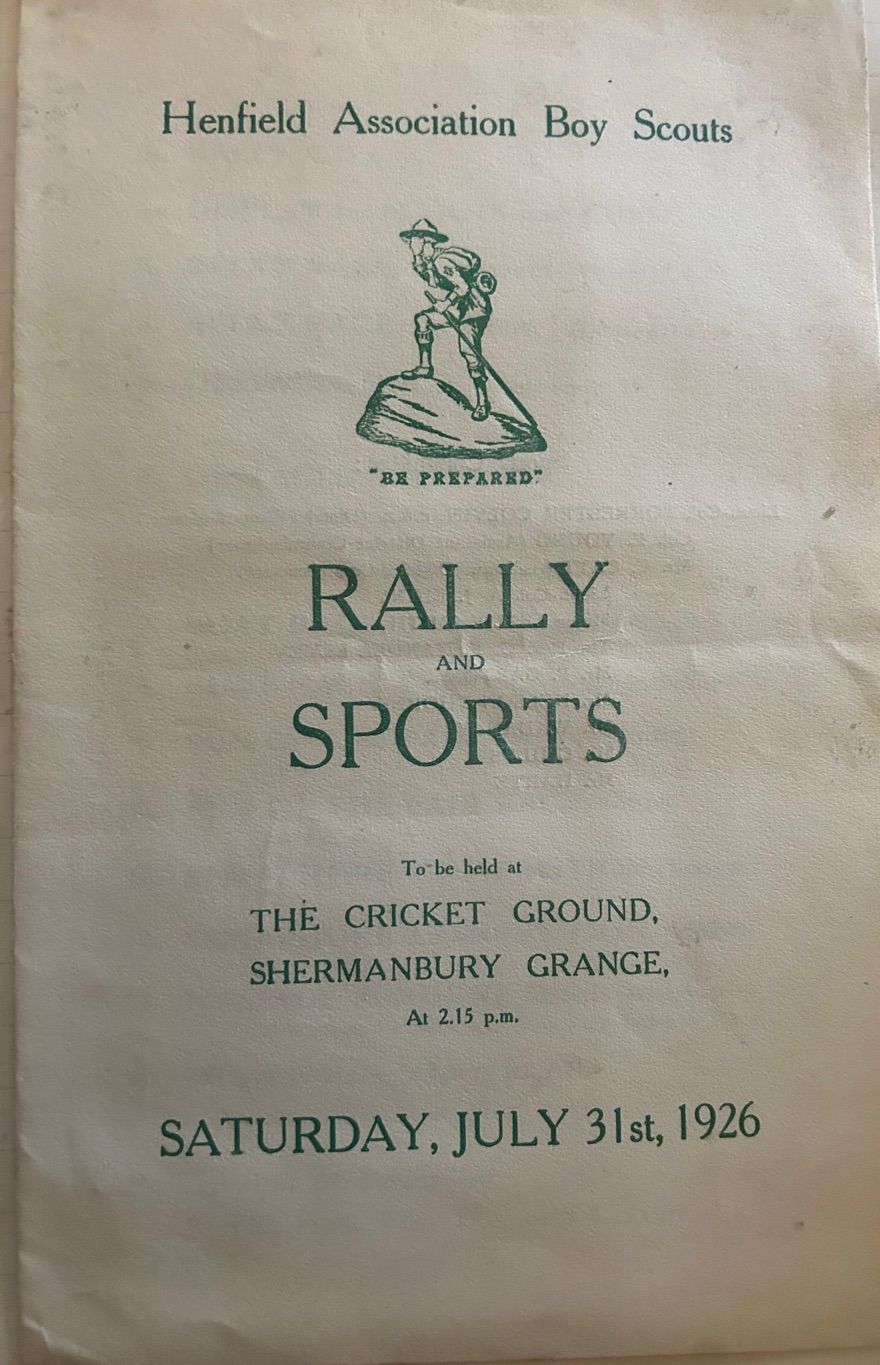 Henfield Association Boy Scouts
"BE PREPARED"
RALLY
AND
SPORTS
To be held at
THE CRICKET GROUND,
SHERMANBURY GRANGE,
At 2.15 p.m.
SATURDAY, JULY 31st, 1926